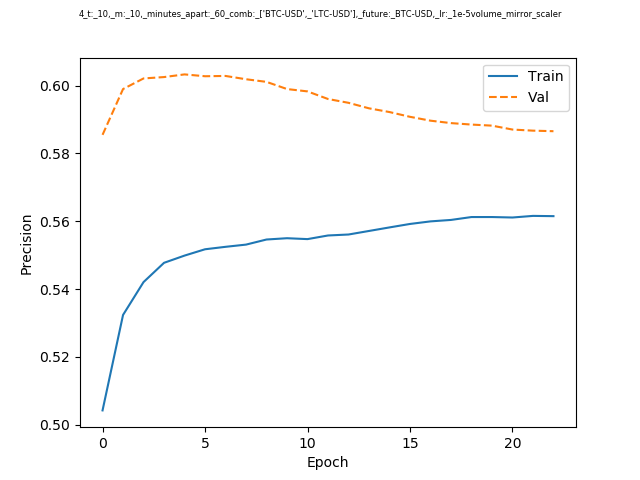 4_t:_10,_m:_10,_minutes_apart:_60_comb:_['BTC-USD',_'LTC-USD'],_future:_BTC-USD,_lr:_1e-5volume_mirror_scaler
Train
Val
0.60
0.58
0.56
0.54
0.52
0.50
Precision
0
5
10
15
20
Epoch